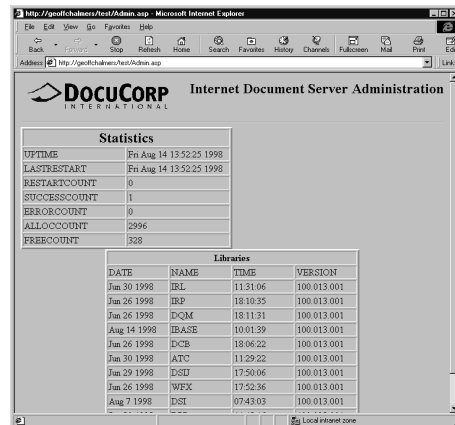 http://geoffchalmers/test/Admin.asp - Microsoft Internet Explorer
File Edit View Go Favorites Help
Back Forward Stop Refresh Home Search Favorites History Channels Fullscreen Mail Print Edit
Address http://geoffchalmers/test/Admin.asp Links
DOCUCORP
INTERNATIONAL
Internet Document Server Administration
Statistics
UPTIME Fri Aug 14 13:52:25 1998
LASTRESTART Fri Aug 14 13:52:25 1998
RESTARTCOUNT 0
SUCCESSCOUNT 1
ERRORCOUNT 0
ALLOCCOUNT 2996
FREECOUNT 328
Libraries
DATE NAME TIME VERSION
Jun 30 1998 IRL 11:31:06 100.013.001
Jun 26 1998 IRP 18:10:35 100.013.001
Jun 26 1998 DQM 18:11:31 100.013.001
Aug 14 1998 IBASE 10:01:39 100.013.001
Jun 26 1998 DCB 18:06:22 100.013.001
Jun 30 1998 ATC 11:29:22 100.013.001
Jun 29 1998 DSIJ 17:50:06 100.013.001
Jun 26 1998 WFX 17:52:36 100.013.001
Aug 7 1998 DSI 07:43:03 100.013.001
Local intranet zone